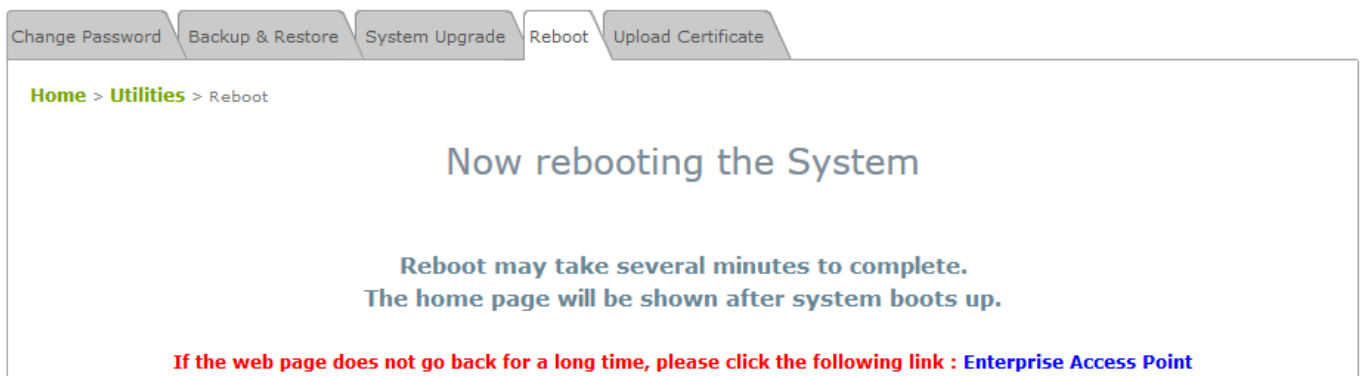 Change Password Backup & Restore System Upgrade Reboot Upload Certificate
Home > Utilities > Reboot
Now rebooting the System
Reboot may take several minutes to complete.
The home page will be shown after system boots up.
If the web page does not go back for a long time, please click the following link : Enterprise Access Point